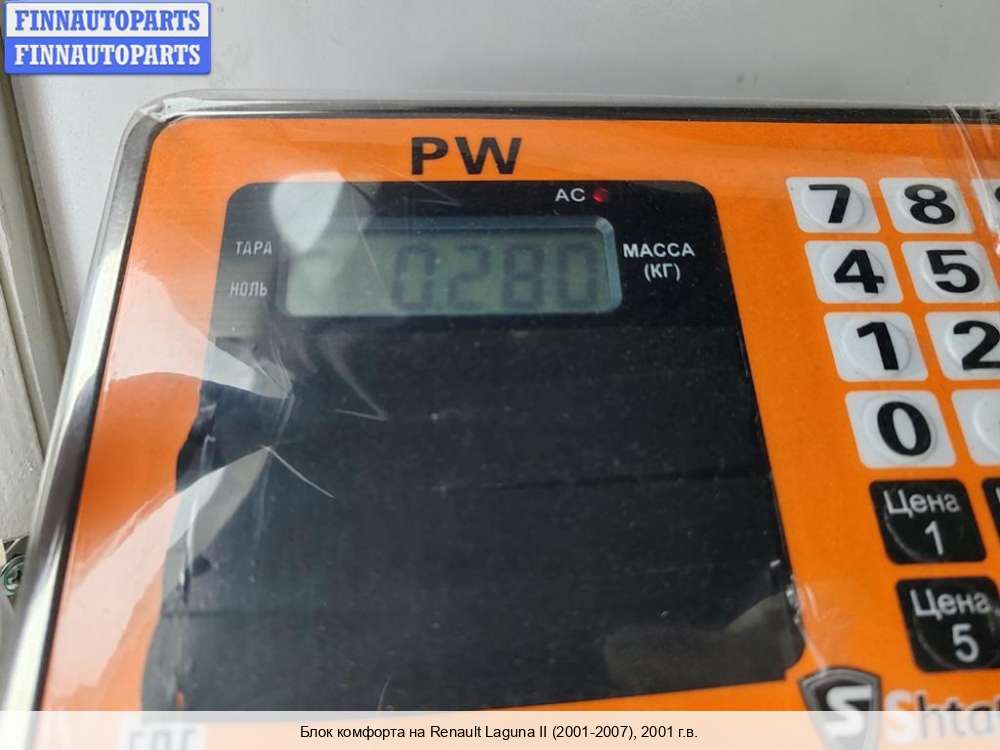 FINNAUTOPARTS
FINNAUTOPARTS
PW
AC
ТАРА
НОЛЬ
0.280
МАССА
(КГ)
7 8
4 5
1 2
0
Цена
1
Цена
5
S
EAC
Блок комфорта на Renault Laguna II (2001-2007), 2001 г.в.